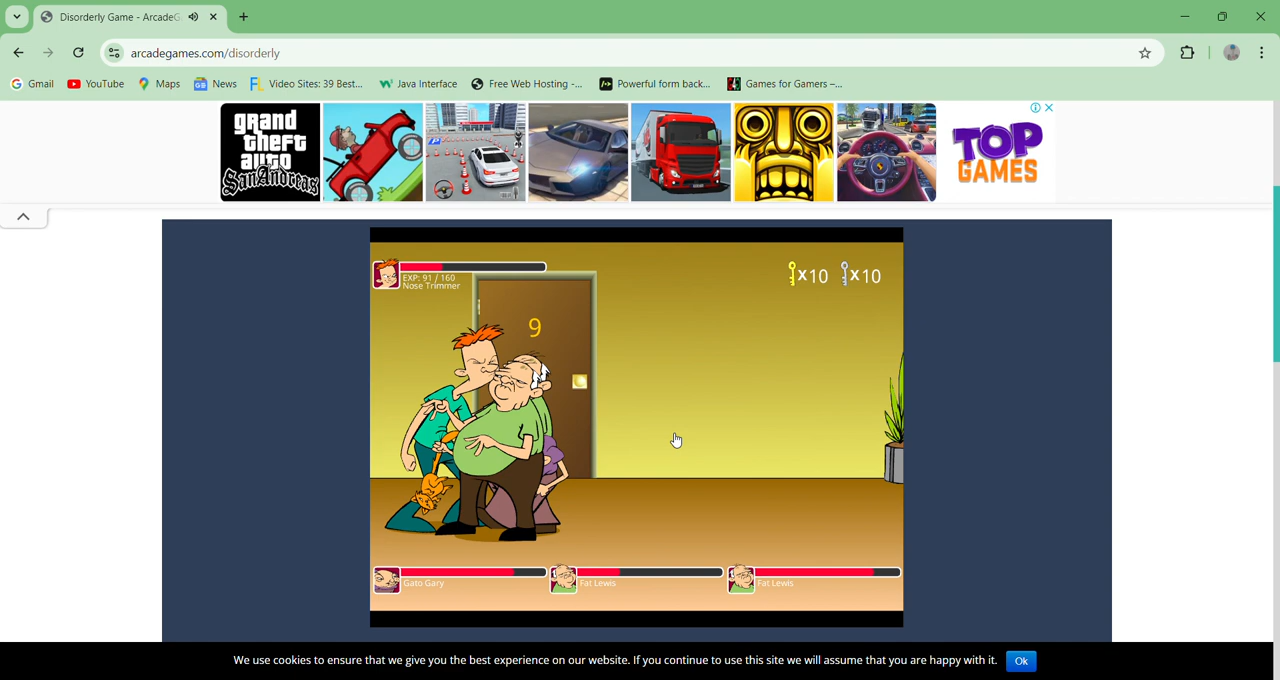 Disorderly Game - ArcadeG
arcadegames.com/disorderly
Gmail YouTube Maps News Video Sites: 39 Best... Java Interface Free Web Hosting -... Powerful form back... Games for Gamers –...
grand theft auto San Andreas
TOP GAMES
EXP: 91 / 160
Nose Trimmer
x10 x10
9
Gato Gary Fat Lewis Fat Lewis
We use cookies to ensure that we give you the best experience on our website. If you continue to use this site we will assume that you are happy with it. Ok